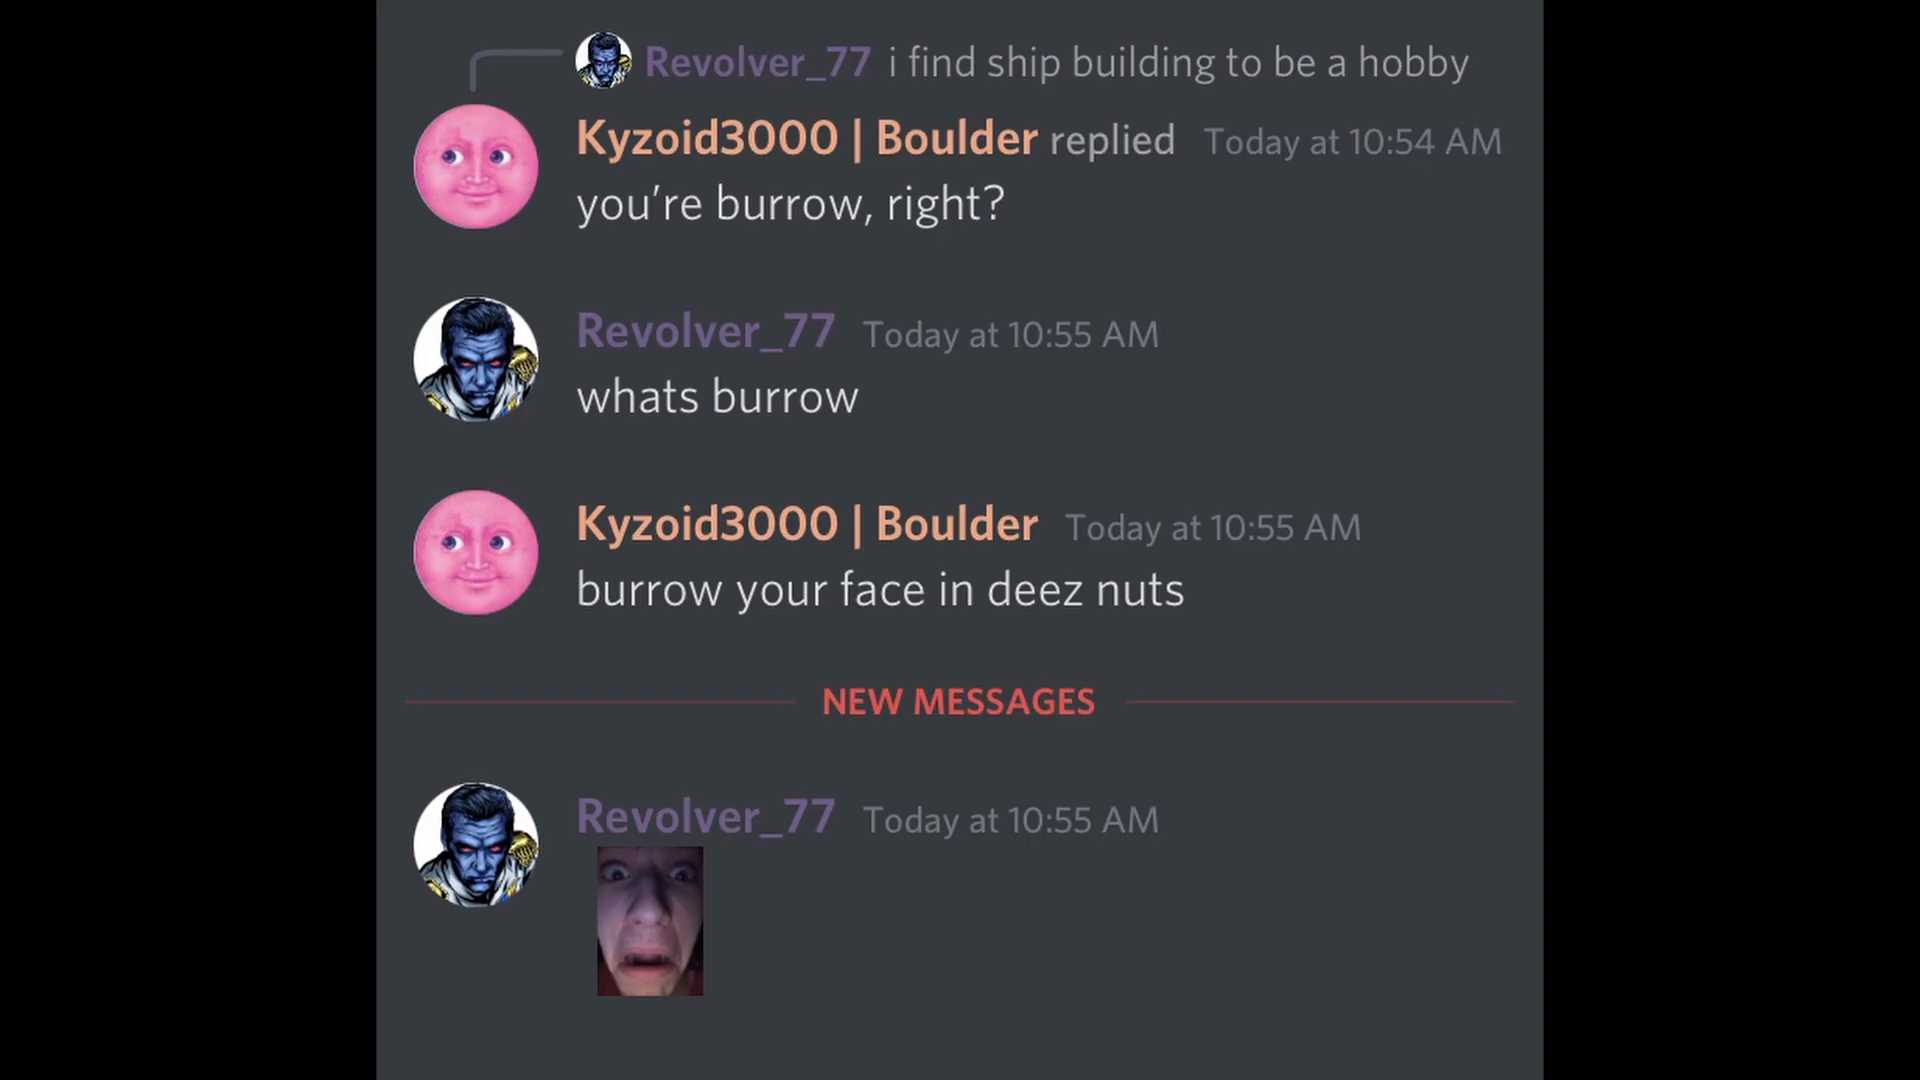 Revolver_77 i find ship building to be a hobby
Kyzoid3000 | Boulder replied Today at 10:54 AM
you’re burrow, right?
Revolver_77 Today at 10:55 AM
whats burrow
Kyzoid3000 | Boulder Today at 10:55 AM
burrow your face in deez nuts
NEW MESSAGES
Revolver_77 Today at 10:55 AM